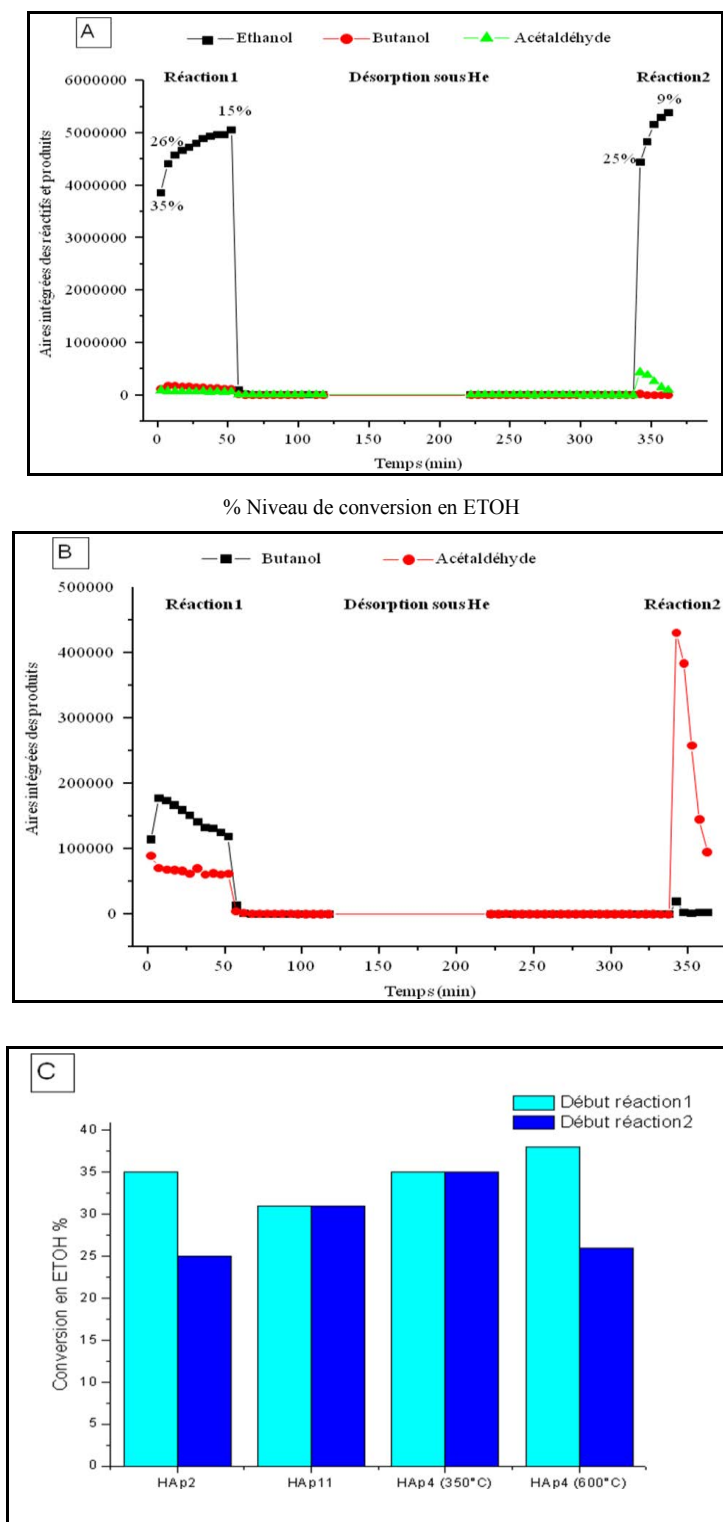 A
Ethanol Butanol Acétaldéhyde
Réaction1 Désorption sous He Réaction2
6000000
5000000
4000000
3000000
2000000
1000000
0
35%
26%
15%
25%
9%
Aires intégrées des réactifs et produits
0 50 100 150 200 250 300 350
Temps (min)
% Niveau de conversion en ETOH
B
Butanol Acétaldéhyde
Réaction1 Désorption sous He Réaction2
500000
400000
300000
200000
100000
0
Aires intégrées des produits
0 50 100 150 200 250 300 350
Temps (min)
C
Début réaction1
Début réaction2
40
35
30
25
20
15
10
5
0
Conversion en ETOH %
HAp2 HAp11 HAp4 (350°C) HAp4 (600°C)